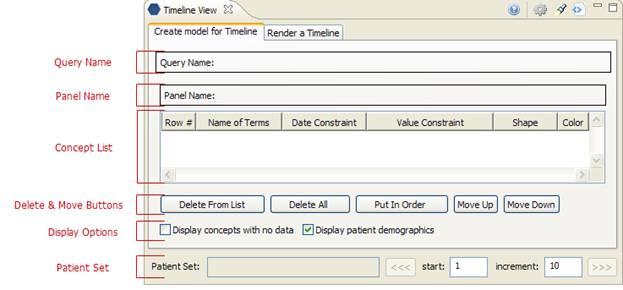 Timeline View
Create model for Timeline
Render a Timeline
Query Name
Query Name:
Panel Name
Panel Name:
Concept List
Row #
Name of Terms
Date Constraint
Value Constraint
Shape
Color
Delete & Move Buttons
Delete From List
Delete All
Put In Order
Move Up
Move Down
Display Options
Display concepts with no data
Display patient demographics
Patient Set
Patient Set:
<<<
start:
1
increment:
10
>>>